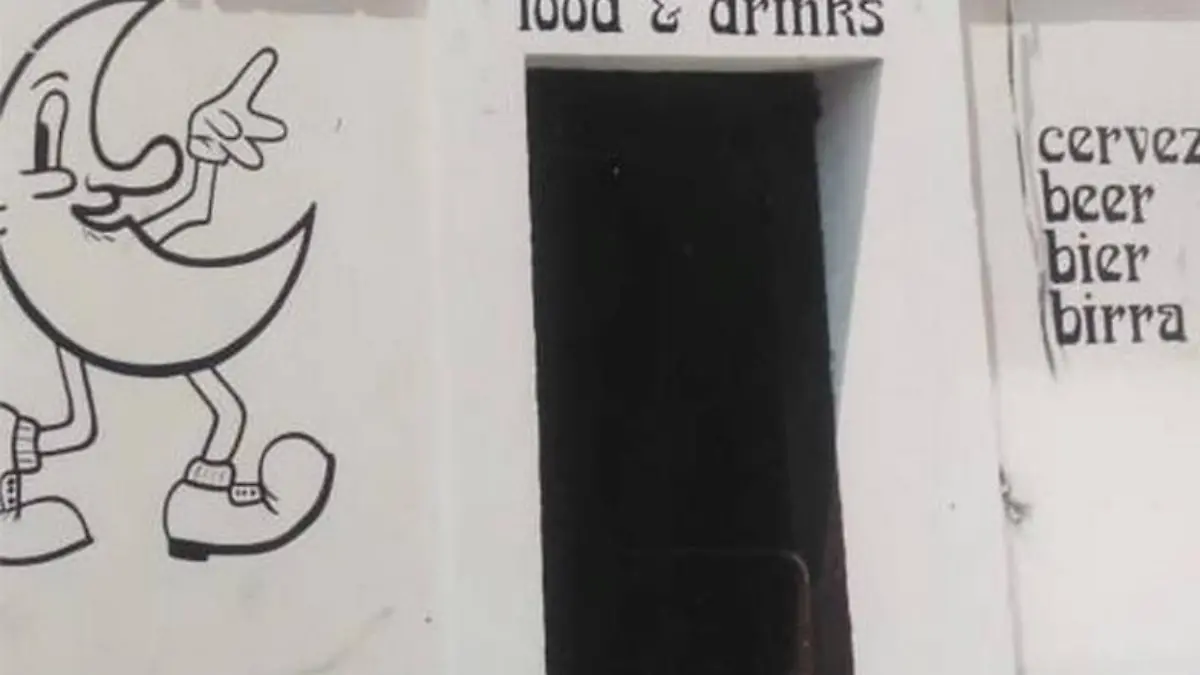 food & drinks
cervez
beer
bier
birra